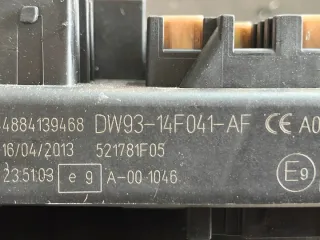 4884139468 DW93-14F041-AF CE A0
16/04/2013 521781F05
23:51:03 e 9 A-00 1046 E9